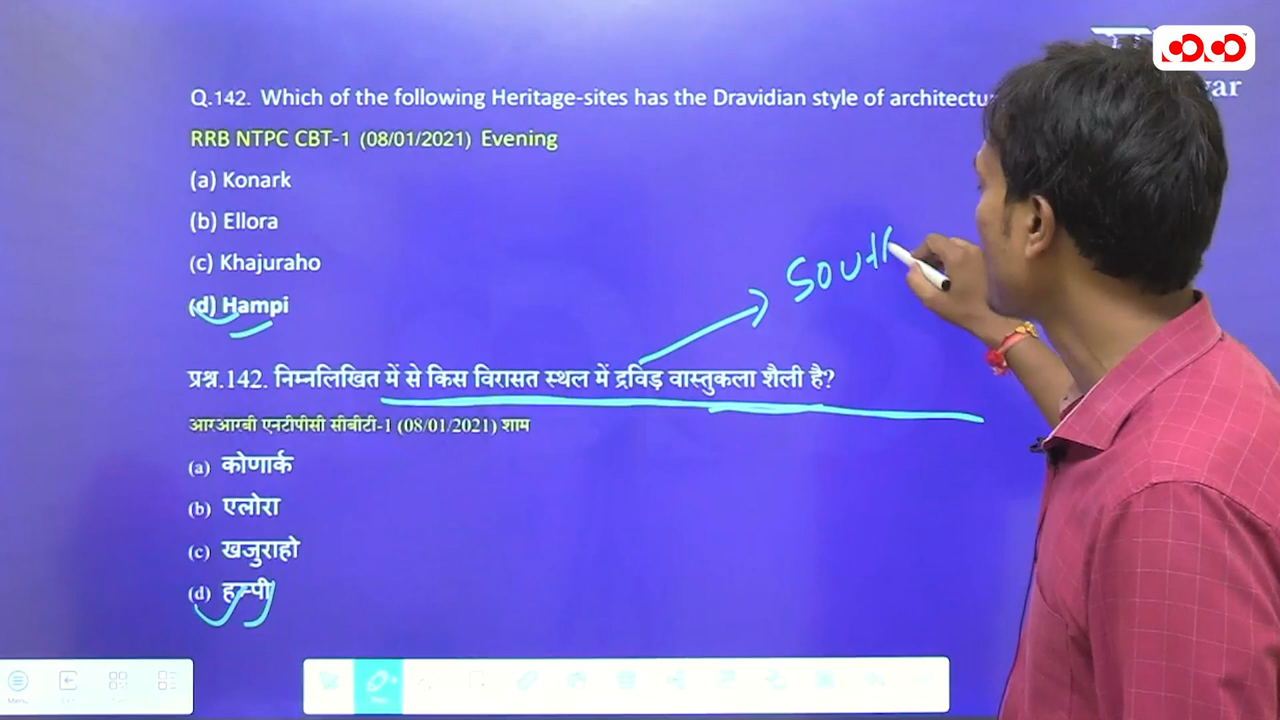 Q.142. Which of the following Heritage-sites has the Dravidian style of architectu
RRB NTPC CBT-1 (08/01/2021) Evening
(a) Konark
(b) Ellora
(c) Khajuraho
(d) Hampi
South
प्रश्न.142. निम्नलिखित में से किस विरासत स्थल में द्रविड़ वास्तुकला शैली है?
आरआरबी एनटीपीसी सीबीटी-1 (08/01/2021) शाम
(a) कोणार्क
(b) एलोरा
(c) खजुराहो
(d) हम्पी
Menu